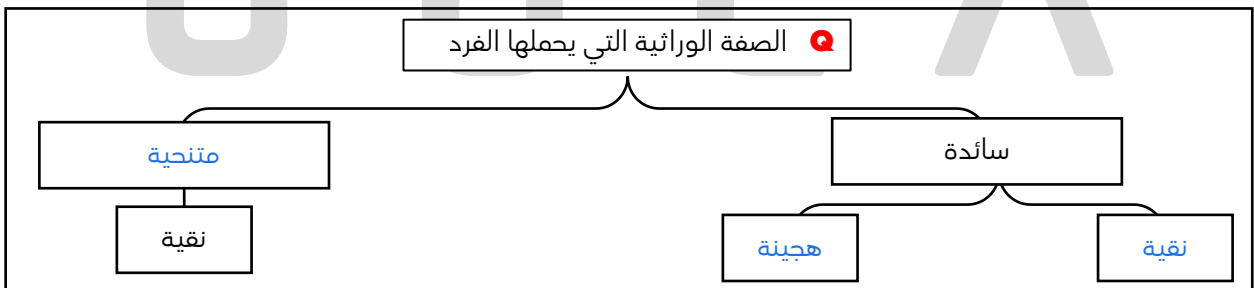 Q الصفة الوراثية التي يحملها الفرد
سائدة
متنحية
نقية
هجينة
نقية